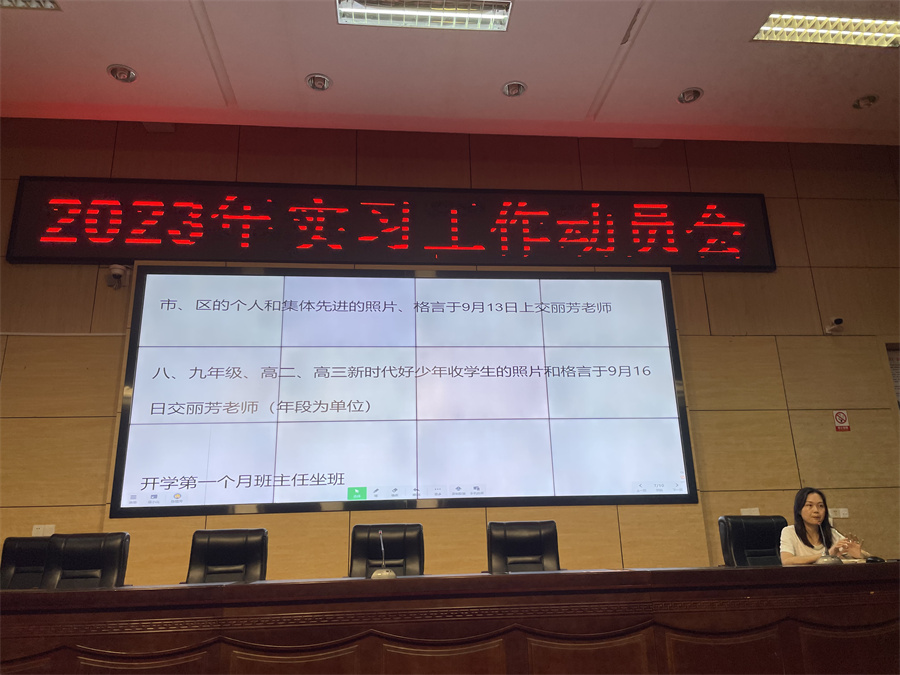 2023年实习工作动员会
市、区的个人和集体先进的照片、格言于9月13日上交丽芳老师
八、九年级、高二、高三新时代好少年收学生的照片和格言于9月16
日交丽芳老师（年段为单位）
开学第一个月班主任坐班